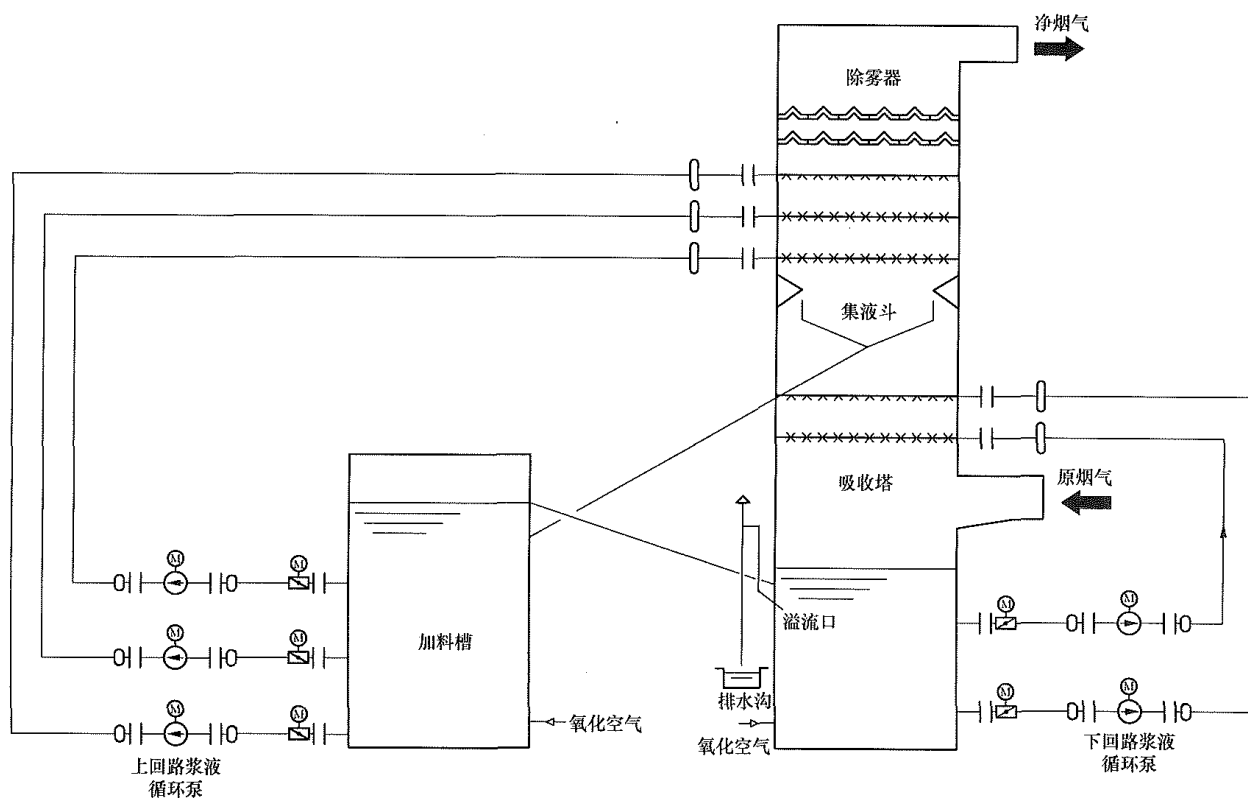 净烟气
除雾器
集液斗
吸收塔
原烟气
溢流口
加料槽
排水沟
氧化空气
氧化空气
M
M
M
M
M
M
M
M
M
M
上回路浆液
循环泵
下回路浆液
循环泵